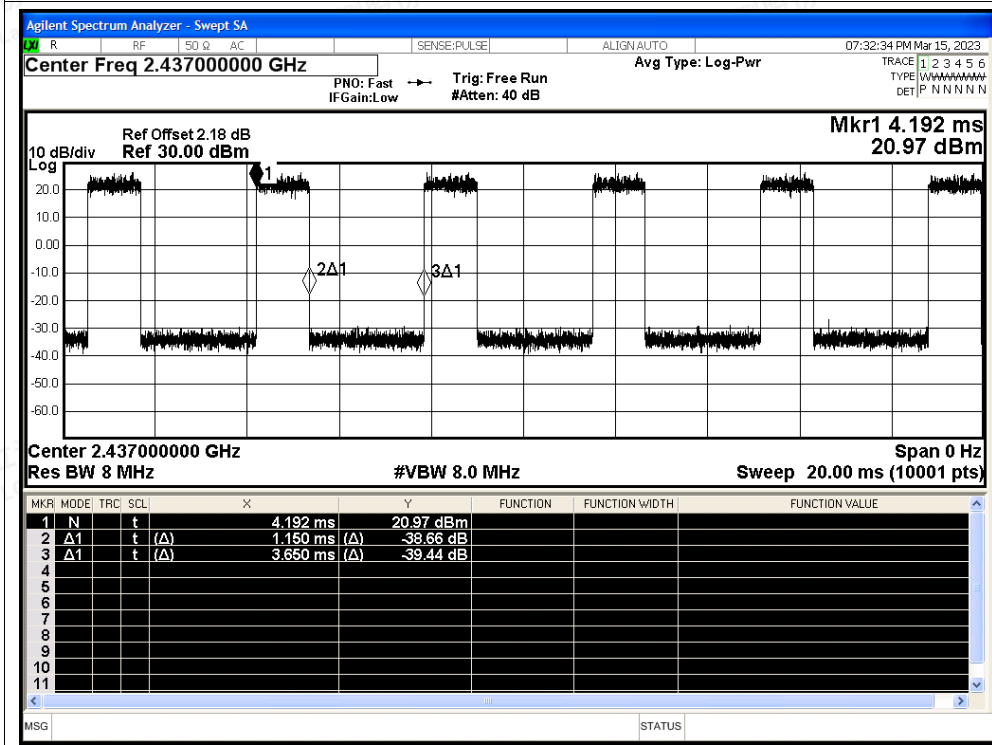 Agilent Spectrum Analyzer - Swept SA
LXI R RF 50 Ω AC SENSE:PULSE ALIGN AUTO 07:32:34 PM Mar 15, 2023
Center Freq 2.437000000 GHz Avg Type: Log-Pwr TRACE 1 2 3 4 5 6
PNO: Fast Trig: Free Run TYPE W
IFGain:Low #Atten: 40 dB DET P N N N N N
Mkr1 4.192 ms
Ref Offset 2.18 dB
10 dB/div Ref 30.00 dBm 20.97 dBm
Log
1
20.0
10.0
0.00
-10.0 2Δ1 3Δ1
-20.0
-30.0
-40.0
-50.0
-60.0
Center 2.437000000 GHz Span 0 Hz
Res BW 8 MHz #VBW 8.0 MHz Sweep 20.00 ms (10001 pts)
MKR MODE TRC SCL X Y FUNCTION FUNCTION WIDTH FUNCTION VALUE
1 N t 4.192 ms 20.97 dBm
2 Δ1 t (Δ) 1.150 ms (Δ) -38.66 dB
3 Δ1 t (Δ) 3.650 ms (Δ) -39.44 dB
4
5
6
7
8
9
10
11
MSG STATUS